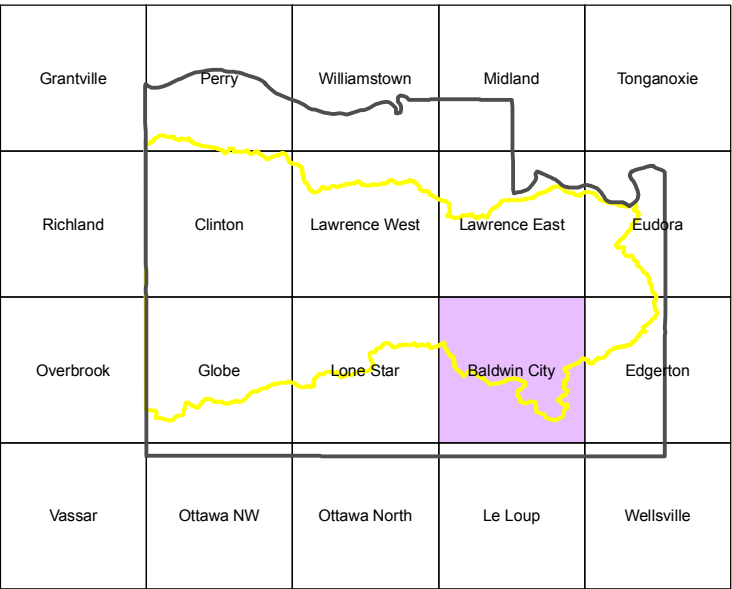 Grantville
Perry
Williamstown
Midland
Tonganoxie
Richland
Clinton
Lawrence West
Lawrence East
Eudora
Overbrook
Globe
Lone Star
Baldwin City
Edgerton
Vassar
Ottawa NW
Ottawa North
Le Loup
Wellsville